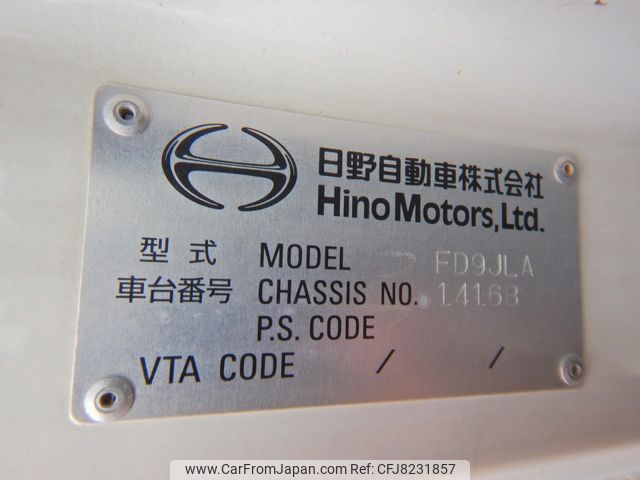 日野自動車株式会社
Hino Motors, Ltd.
型式 MODEL FD9JLA
車台番号 CHASSIS NO. 14168
P.S. CODE
VTA CODE / /
www.CarFromJapan.com | CFJ8231857